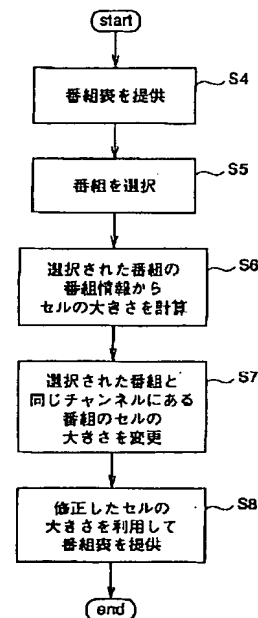 start
番組表を提供
S4
番組を選択
S5
選択された番組の
番組情報から
セルの大きさを計算
S6
選択された番組と
同じチャンネルにある
番組のセルの
大きさを変更
S7
修正したセルの
大きさを利用して
番組表を提供
S8
end